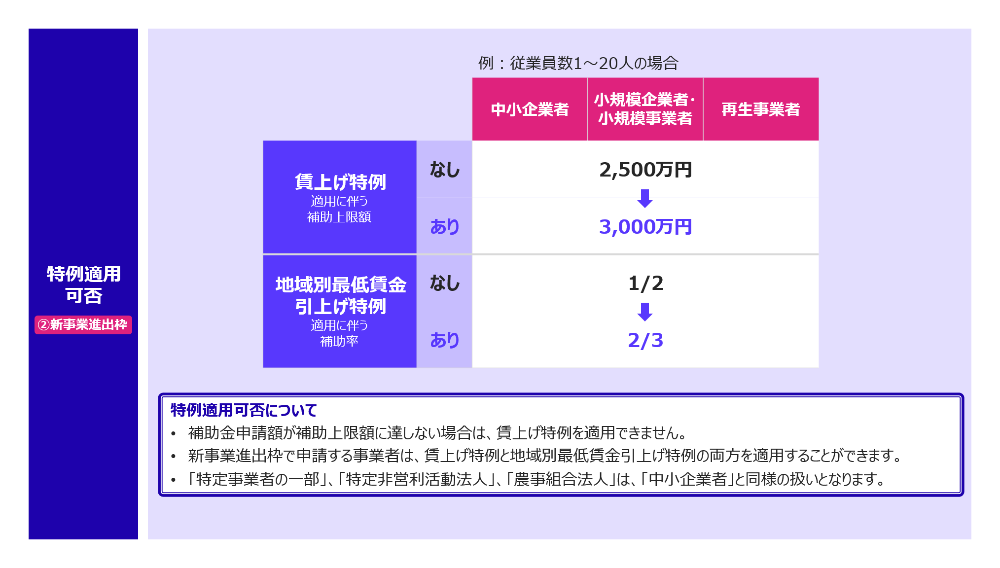 特例適用
可否
②新事業進出枠
例：従業員数1～20人の場合
中小企業者
小規模企業者・
小規模事業者
再生事業者
賃上げ特例
適用に伴う
補助上限額
なし
2,500万円
あり
3,000万円
地域別最低賃金
引上げ特例
適用に伴う
補助率
なし
1/2
あり
2/3
特例適用可否について
• 補助金申請額が補助上限額に達しない場合は、賃上げ特例を適用できません。
• 新事業進出枠で申請する事業者は、賃上げ特例と地域別最低賃金引上げ特例の両方を適用することができます。
• 「特定事業者の一部」、「特定非営利活動法人」、「農事組合法人」は、「中小企業者」と同様の扱いとなります。